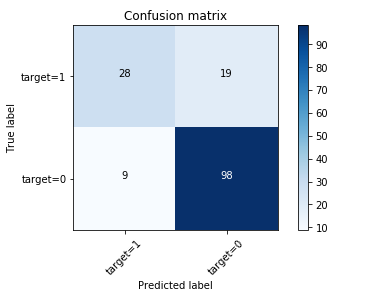 Confusion matrix
True label
target=1
28 19
target=0
9 98
target=1 target=0
Predicted label
90
80
70
60
50
40
30
20
10